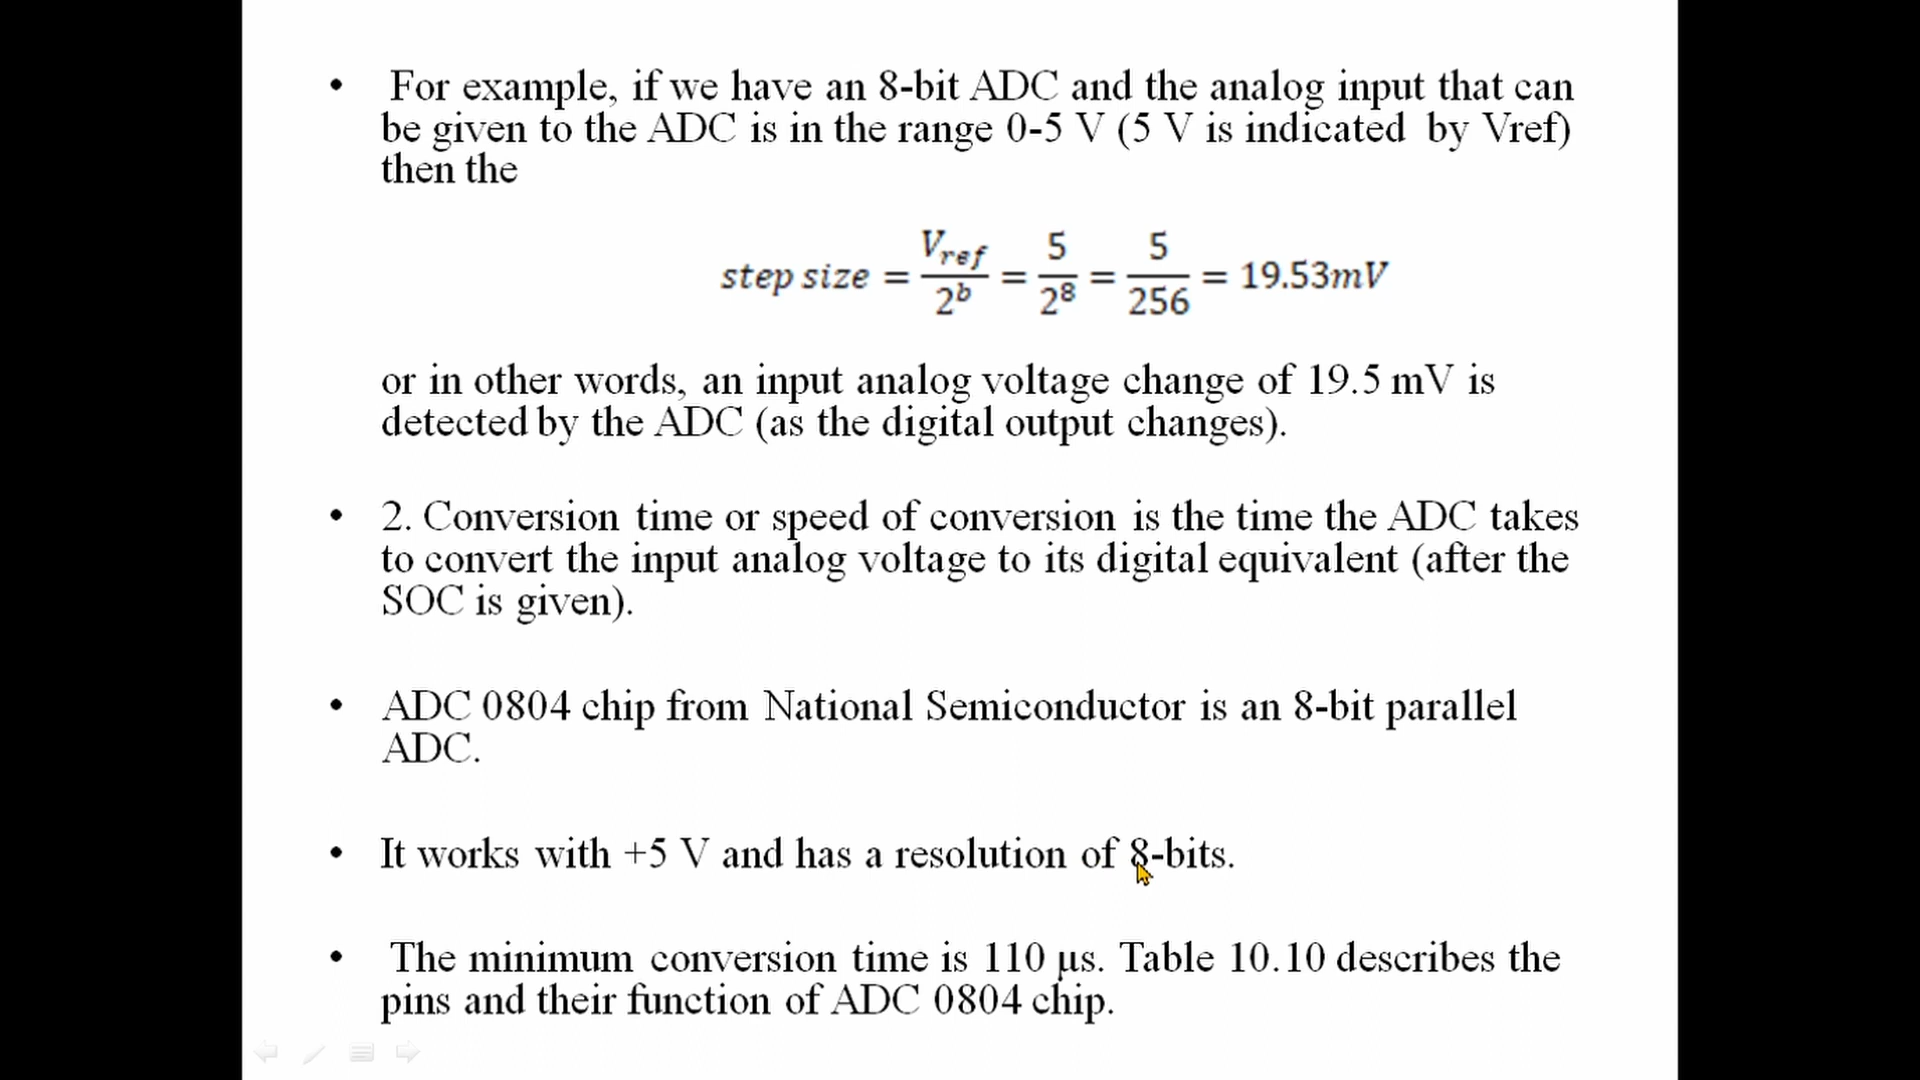 • For example, if we have an 8-bit ADC and the analog input that can
be given to the ADC is in the range 0-5 V (5 V is indicated by Vref)
then the
step size = V_ref / 2^b = 5 / 2^8 = 5 / 256 = 19.53mV
or in other words, an input analog voltage change of 19.5 mV is
detected by the ADC (as the digital output changes).
• 2. Conversion time or speed of conversion is the time the ADC takes
to convert the input analog voltage to its digital equivalent (after the
SOC is given).
• ADC 0804 chip from National Semiconductor is an 8-bit parallel
ADC.
• It works with +5 V and has a resolution of 8-bits.
• The minimum conversion time is 110 µs. Table 10.10 describes the
pins and their function of ADC 0804 chip.